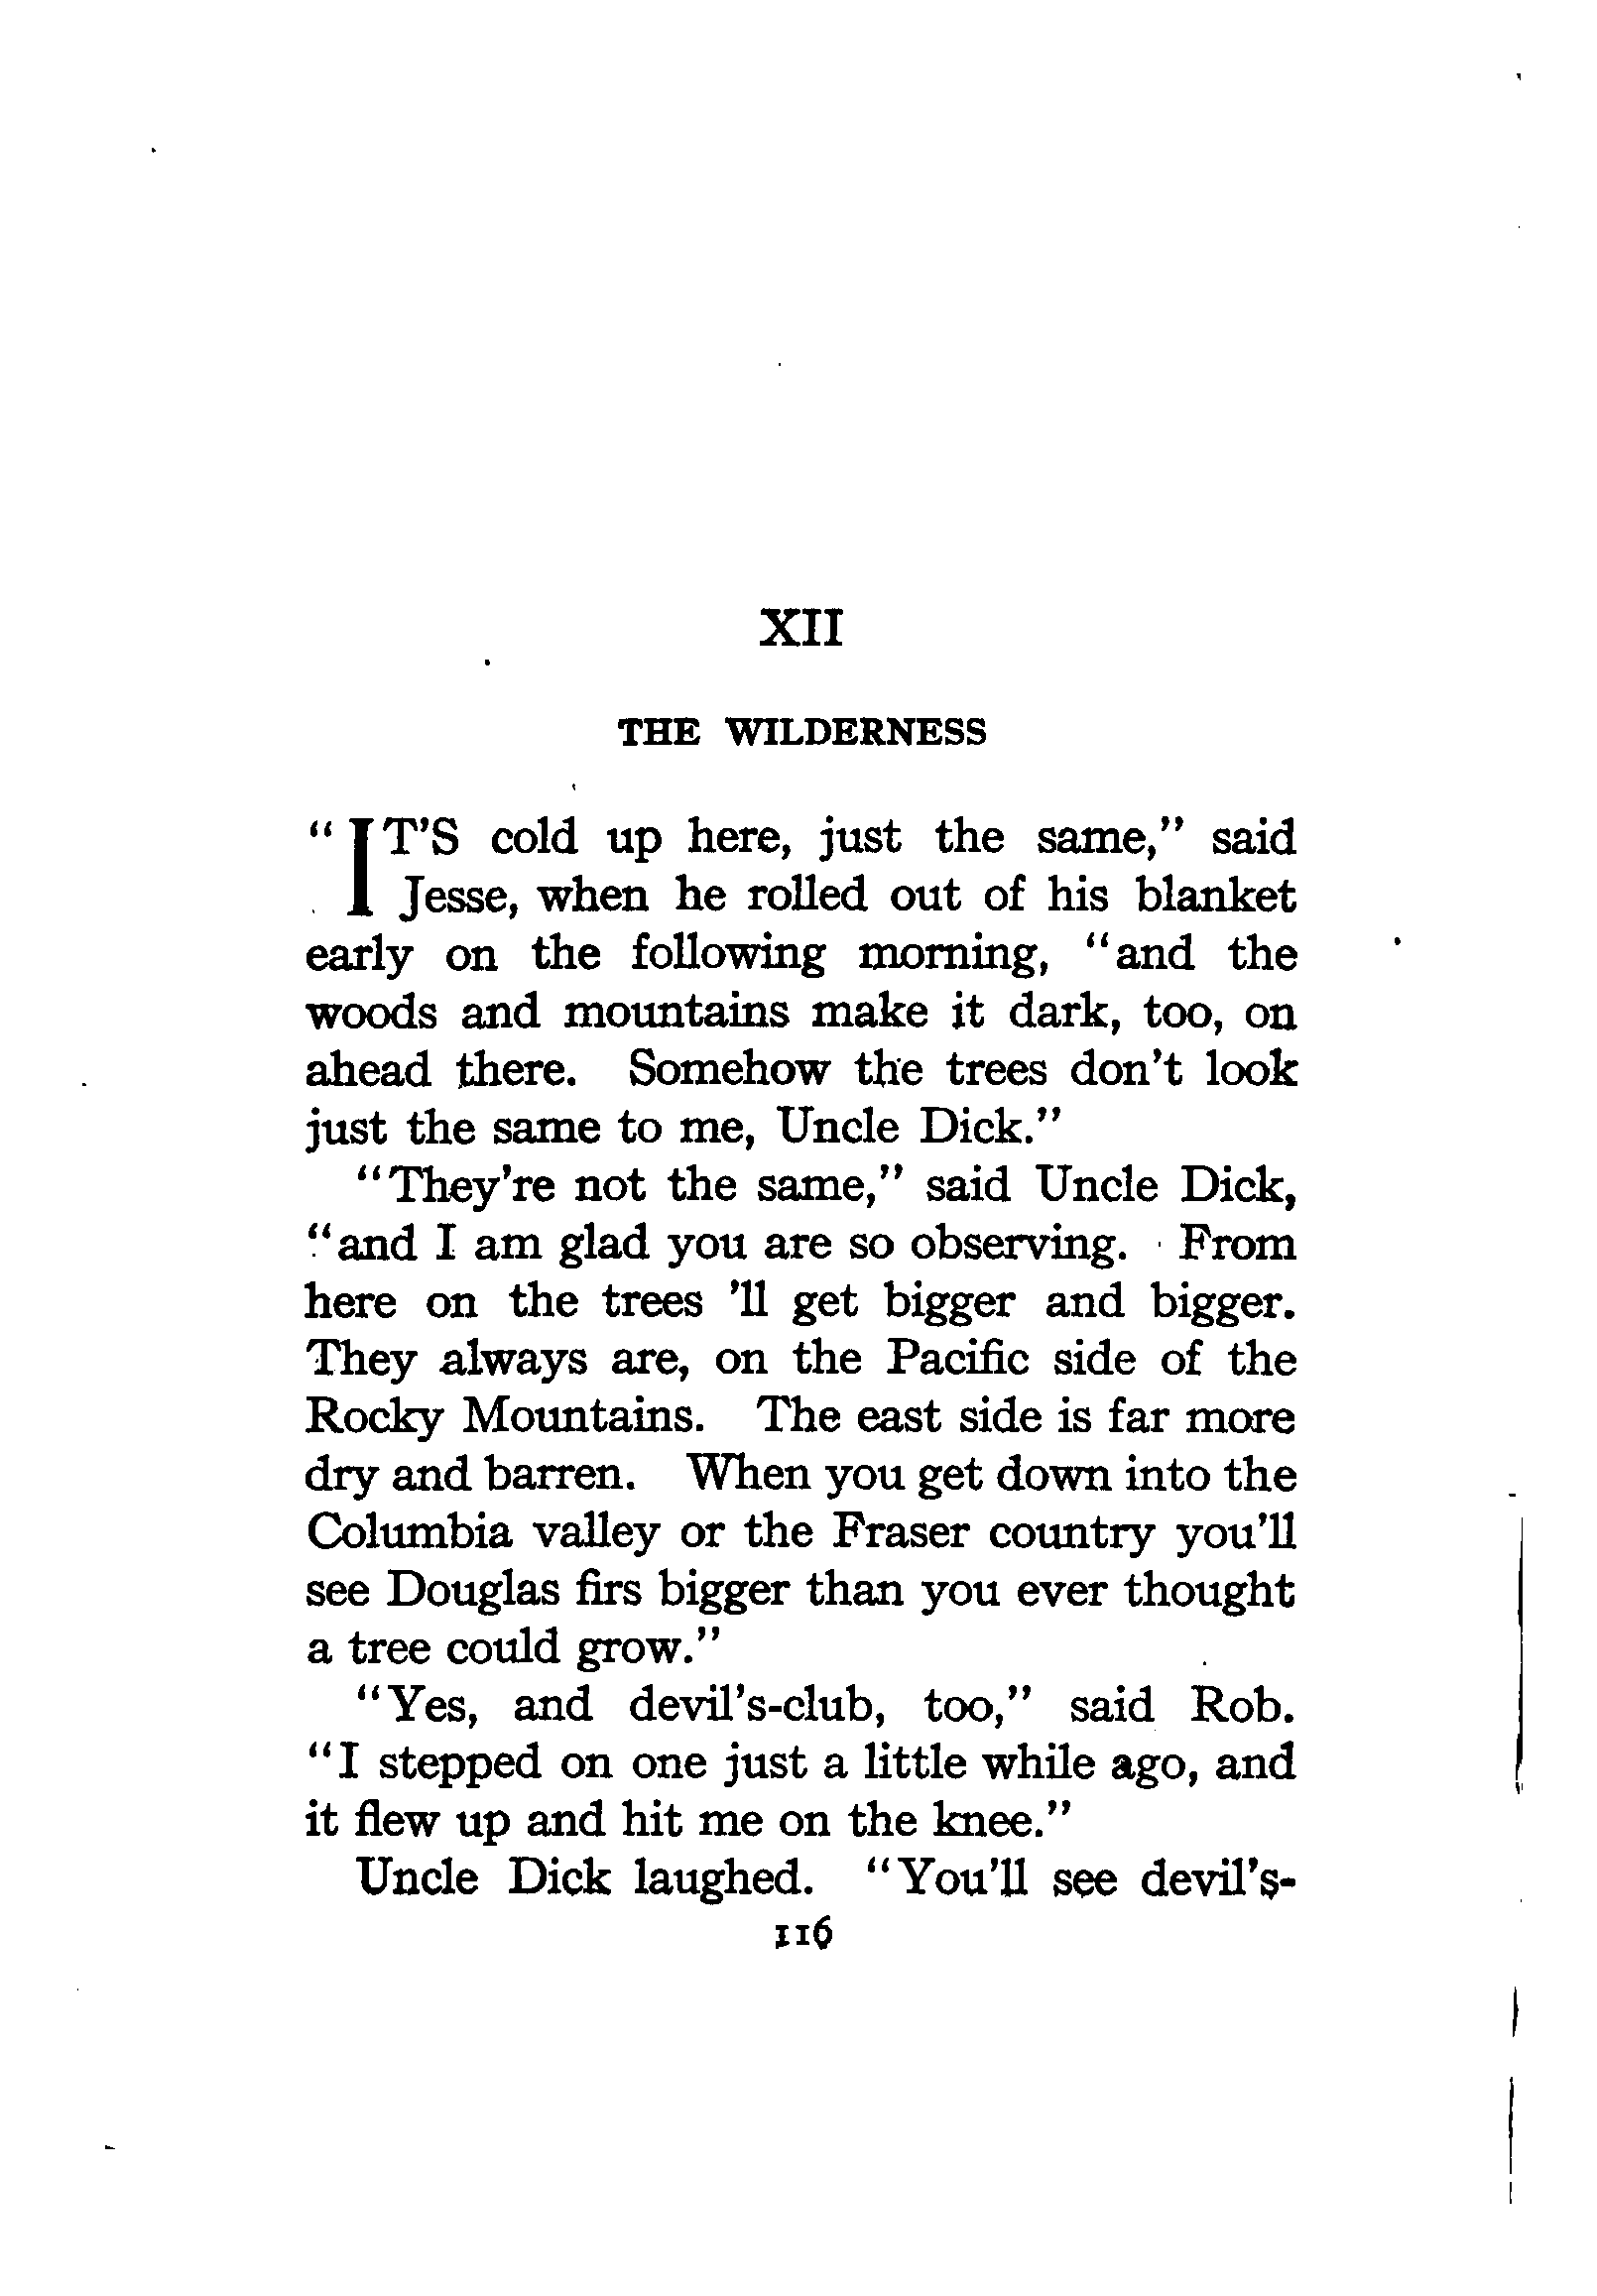 XII
THE WILDERNESS
"IT'S cold up here, just the same," said
Jesse, when he rolled out of his blanket
early on the following morning, "and the
woods and mountains make it dark, too, on
ahead there. Somehow the trees don't look
just the same to me, Uncle Dick."
"They're not the same," said Uncle Dick,
"and I am glad you are so observing. From
here on the trees 'll get bigger and bigger.
They always are, on the Pacific side of the
Rocky Mountains. The east side is far more
dry and barren. When you get down into the
Columbia valley or the Fraser country you'll
see Douglas firs bigger than you ever thought
a tree could grow."
"Yes, and devil's-club, too," said Rob.
"I stepped on one just a little while ago, and
it flew up and hit me on the knee."
Uncle Dick laughed. "You'll see devil's-
116